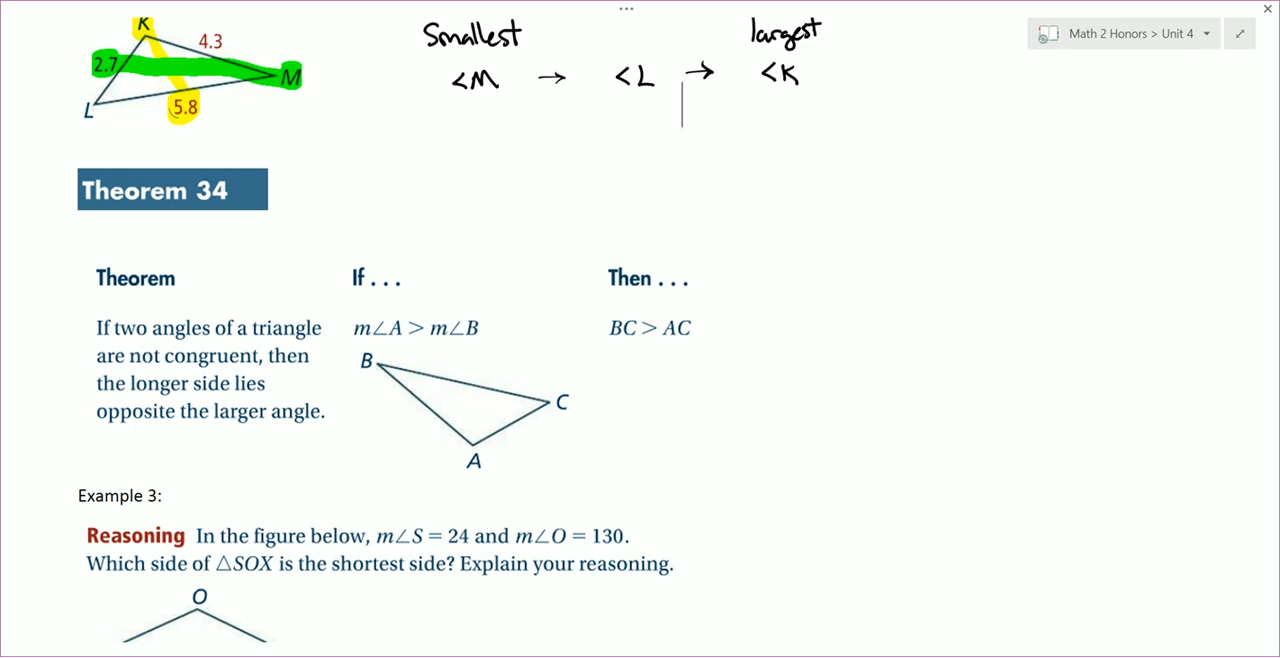 K
4.3
2.7
M
5.8
L
Smallest largest
<M → <L → <K
Math 2 Honors > Unit 4
Theorem 34
Theorem If . . . Then . . .
If two angles of a triangle m∠A > m∠B BC > AC
are not congruent, then
the longer side lies
opposite the larger angle.
B
C
A
Example 3:
Reasoning In the figure below, m∠S = 24 and m∠O = 130.
Which side of △SOX is the shortest side? Explain your reasoning.
O